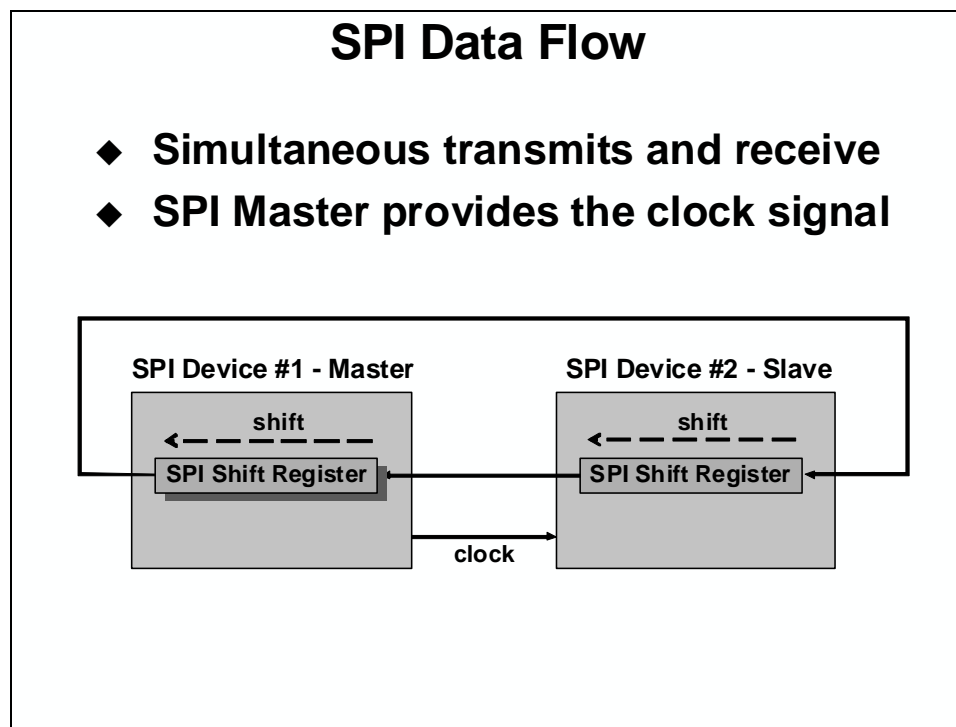 SPI Data Flow
◆ Simultaneous transmits and receive
◆ SPI Master provides the clock signal
SPI Device #1 - Master
SPI Device #2 - Slave
shift
shift
SPI Shift Register
SPI Shift Register
clock